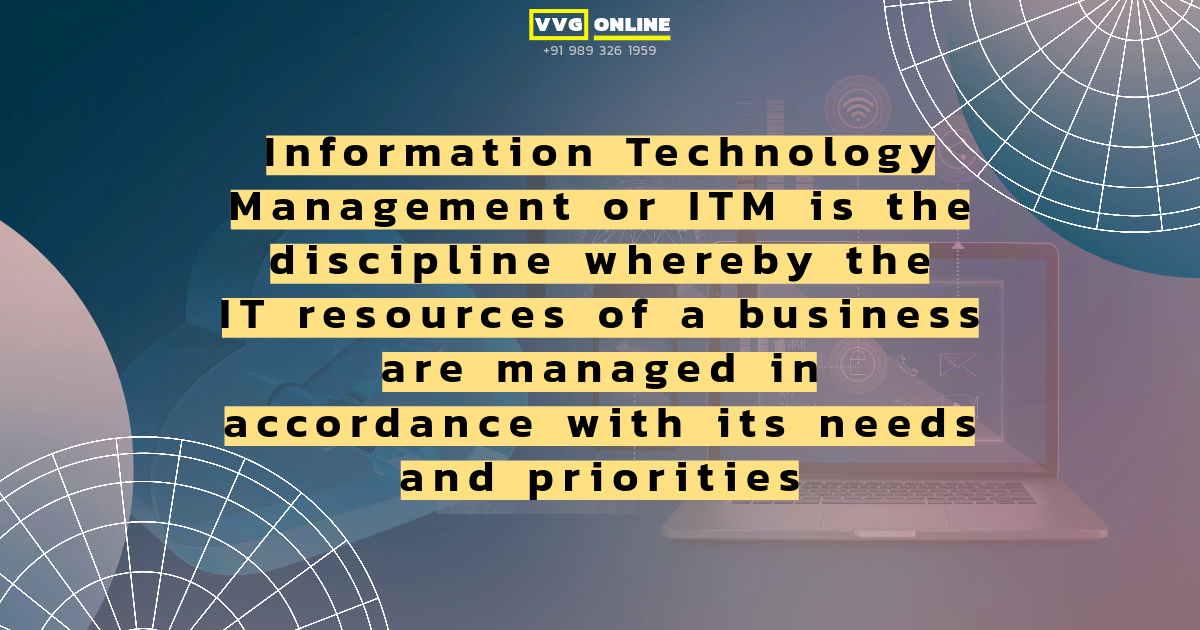 VVG ONLINE
+91 989 326 1959
Information Technology
Management or ITM is the
discipline whereby the
IT resources of a business
are managed in
accordance with its needs
and priorities